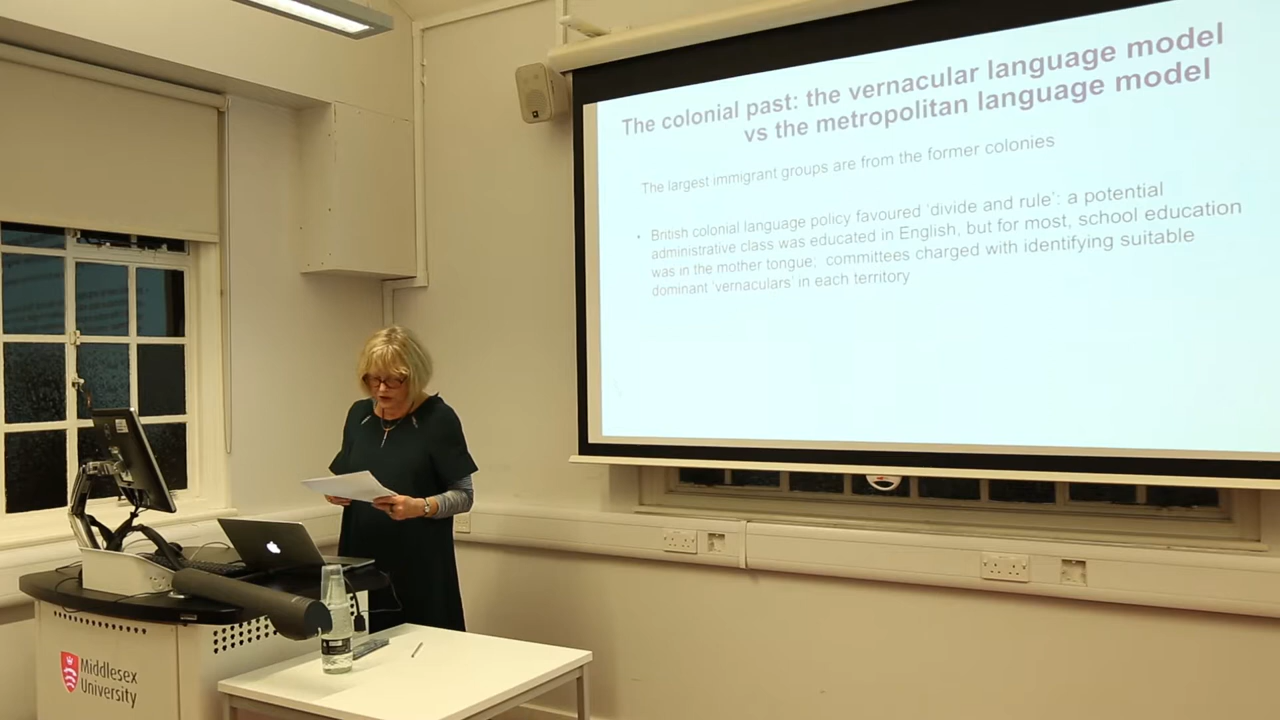 The colonial past: the vernacular language model
vs the metropolitan language model
The largest immigrant groups are from the former colonies
• British colonial language policy favoured 'divide and rule': a potential
administrative class was educated in English, but for most, school education
was in the mother tongue; committees charged with identifying suitable
dominant 'vernaculars' in each territory
Middlesex
University